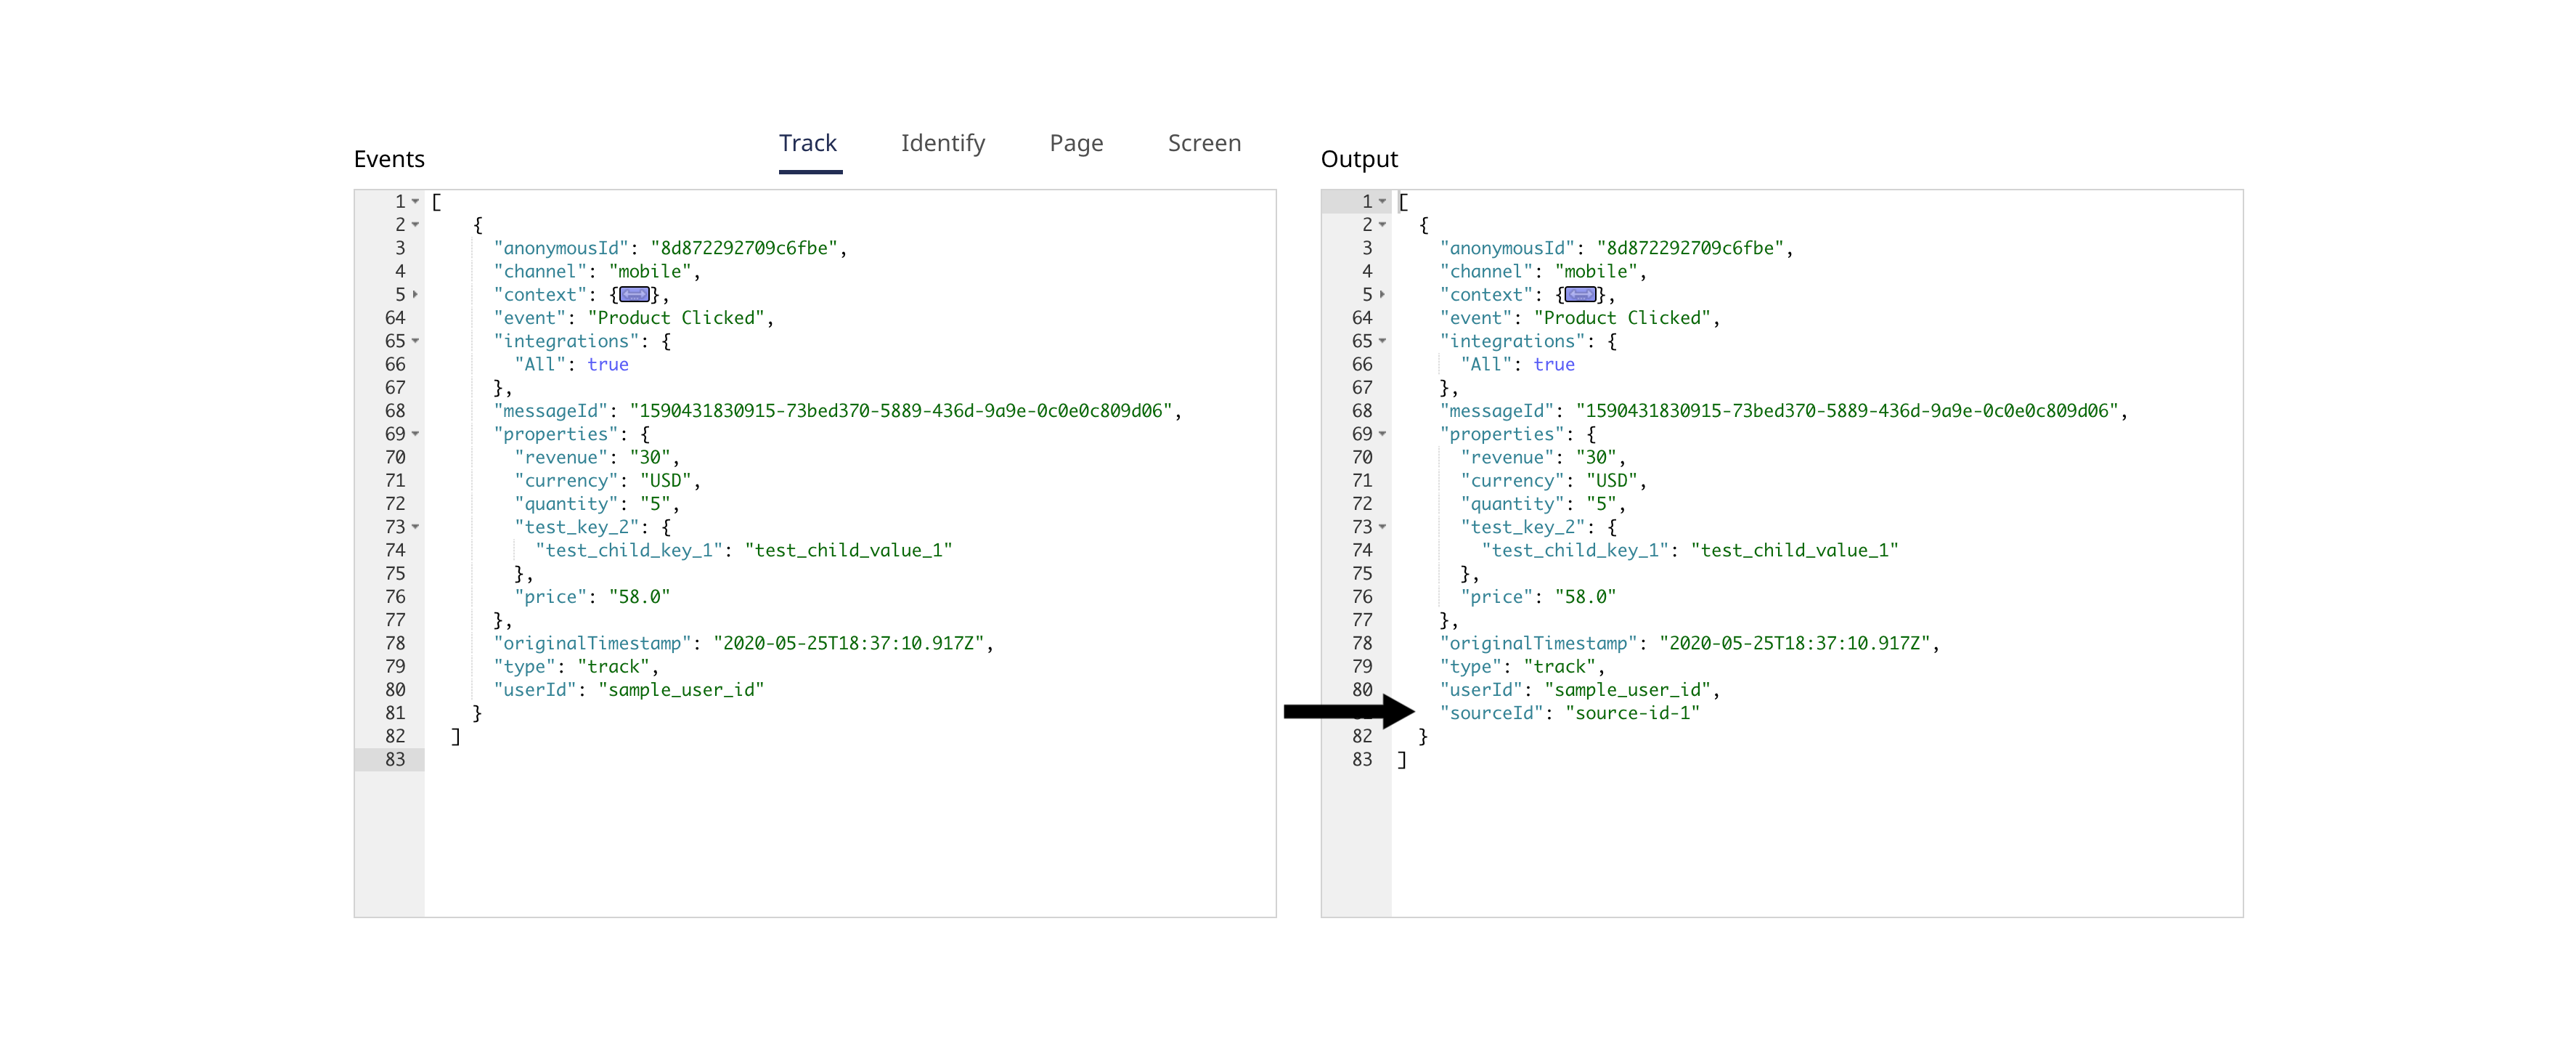 Events
Track Identify Page Screen
1 [
2 {
3 "anonymousId": "8d872292709c6fbe",
4 "channel": "mobile",
5 "context": {},
64 "event": "Product Clicked",
65 "integrations": {
66 "All": true
67 },
68 "messageId": "1590431830915-73bed370-5889-436d-9a9e-0c0e0c809d06",
69 "properties": {
70 "revenue": "30",
71 "currency": "USD",
72 "quantity": "5",
73 "test_key_2": {
74 "test_child_key_1": "test_child_value_1"
75 },
76 "price": "58.0"
77 },
78 "originalTimestamp": "2020-05-25T18:37:10.917Z",
79 "type": "track",
80 "userId": "sample_user_id"
81 }
82 ]
83
Output
1 [
2 {
3 "anonymousId": "8d872292709c6fbe",
4 "channel": "mobile",
5 "context": {},
64 "event": "Product Clicked",
65 "integrations": {
66 "All": true
67 },
68 "messageId": "1590431830915-73bed370-5889-436d-9a9e-0c0e0c809d06",
69 "properties": {
70 "revenue": "30",
71 "currency": "USD",
72 "quantity": "5",
73 "test_key_2": {
74 "test_child_key_1": "test_child_value_1"
75 },
76 "price": "58.0"
77 },
78 "originalTimestamp": "2020-05-25T18:37:10.917Z",
79 "type": "track",
80 "userId": "sample_user_id",
"sourceId": "source-id-1"
82 }
83 ]